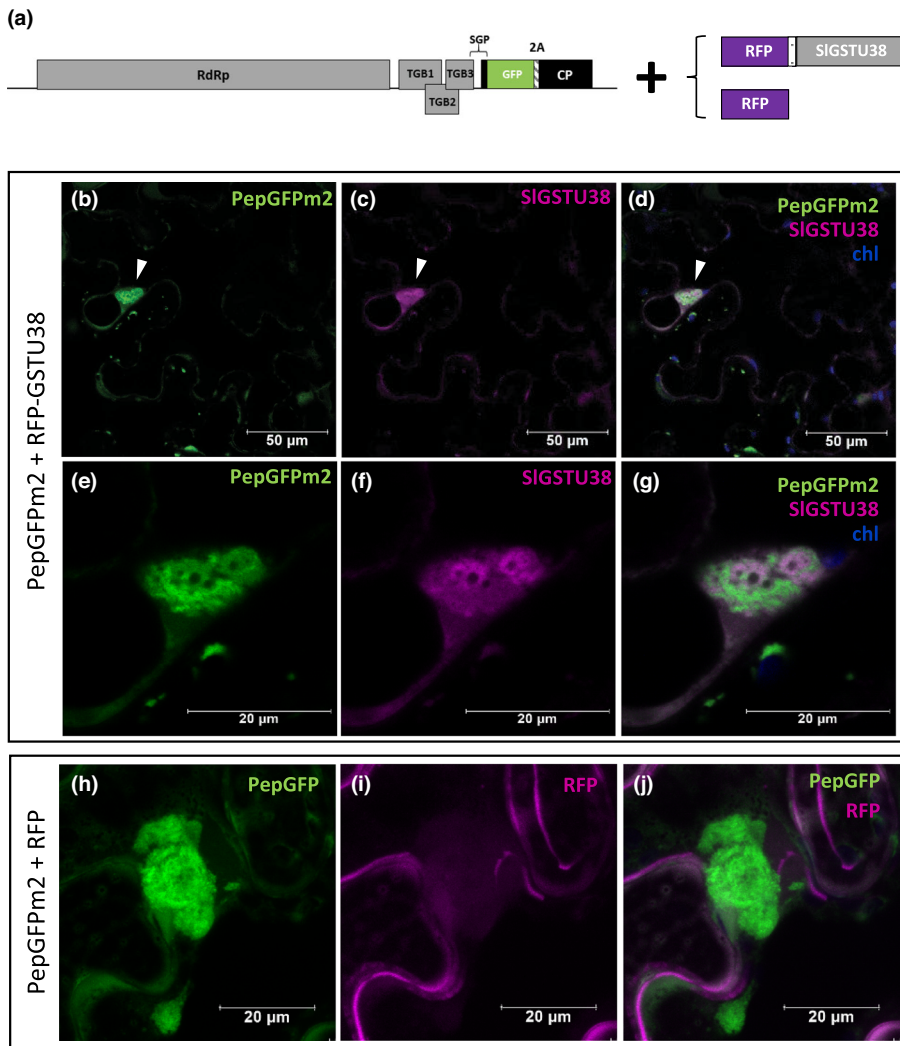 (a)
SGP
2A
RdRp
TGB1
TGB2
TGB3
GFP
CP
+
RFP
SlGSTU38
RFP
PepGFPm2 + RFP-GSTU38
(b)
PepGFPm2
50 µm
(c)
SlGSTU38
50 µm
(d)
PepGFPm2
SlGSTU38
chl
50 µm
(e)
PepGFPm2
20 µm
(f)
SlGSTU38
20 µm
(g)
PepGFPm2
SlGSTU38
chl
20 µm
PepGFPm2 + RFP
(h)
PepGFP
20 µm
(i)
RFP
20 µm
(j)
PepGFP
RFP
20 µm